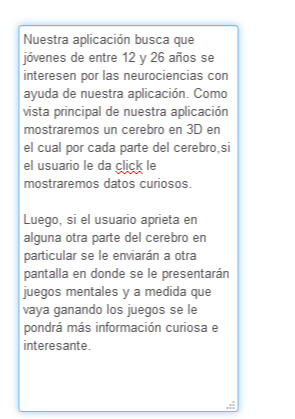 Nuestra aplicación busca que
jóvenes de entre 12 y 26 años se
interesen por las neurociencias con
ayuda de nuestra aplicación. Como
vista principal de nuestra aplicación
mostraremos un cerebro en 3D en
el cual por cada parte del cerebro,si
el usuario le da click le
mostraremos datos curiosos.

Luego, si el usuario aprieta en
alguna otra parte del cerebro en
particular se le enviarán a otra
pantalla en donde se le presentarán
juegos mentales y a medida que
vaya ganando los juegos se le
pondrá más información curiosa e
interesante.